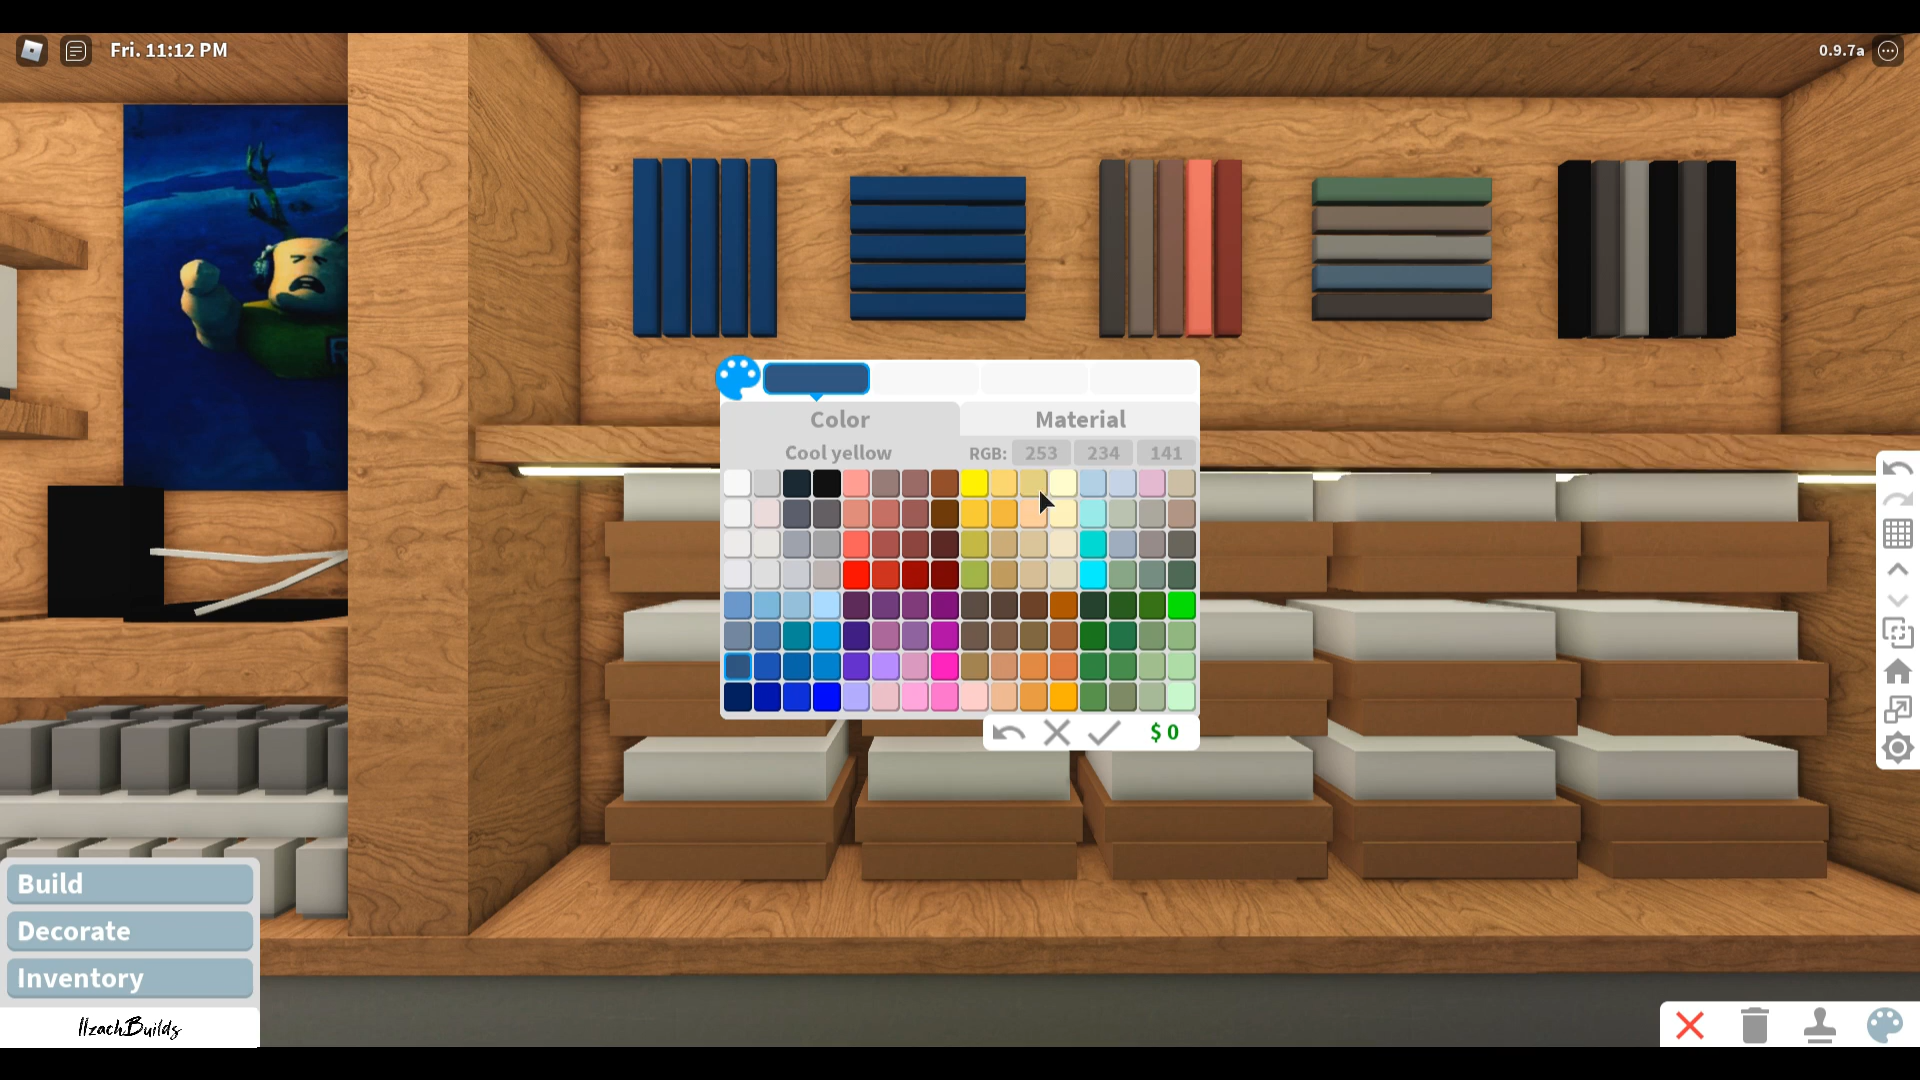 Fri. 11:12 PM
0.9.7a
Color
Material
Cool yellow
RGB: 253 234 141
$ 0
Build
Decorate
Inventory
IIzachBuilds